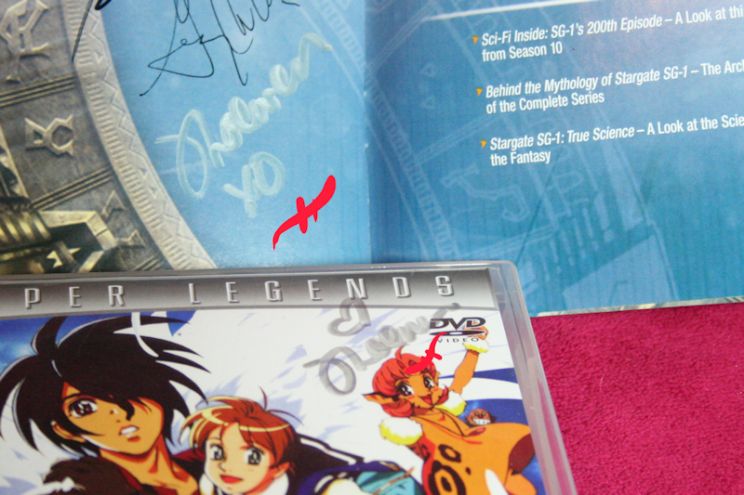 Sci-Fi Inside: SG-1's 200th Episode – A Look at thi
from Season 10
Behind the Mythology of Stargate SG-1 – The Arc
of the Complete Series
Stargate SG-1: True Science – A Look at the Scie
the Fantasy
XO
PER LEGENDS
DVD
VIDEO